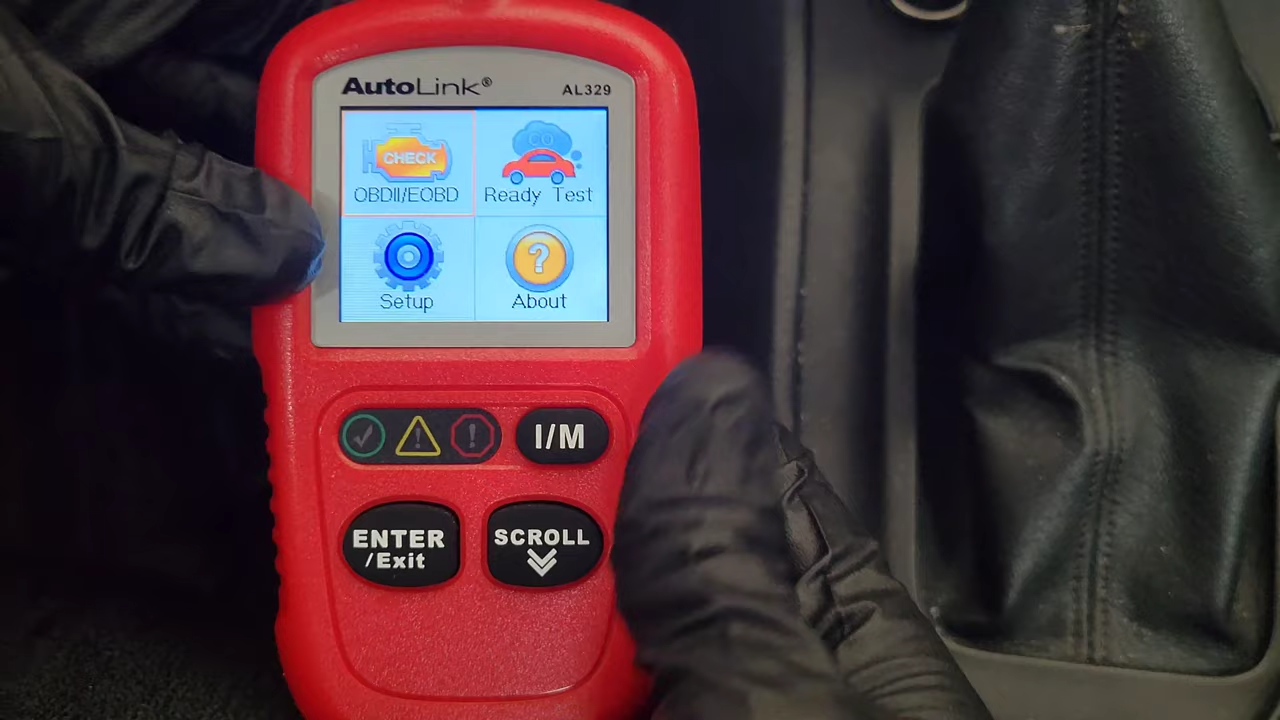 AutoLink®
AL329
CHECK
OBDII/EOBD
CO
Ready Test
Setup
?
About
! !
I/M
ENTER
/Exit
SCROLL